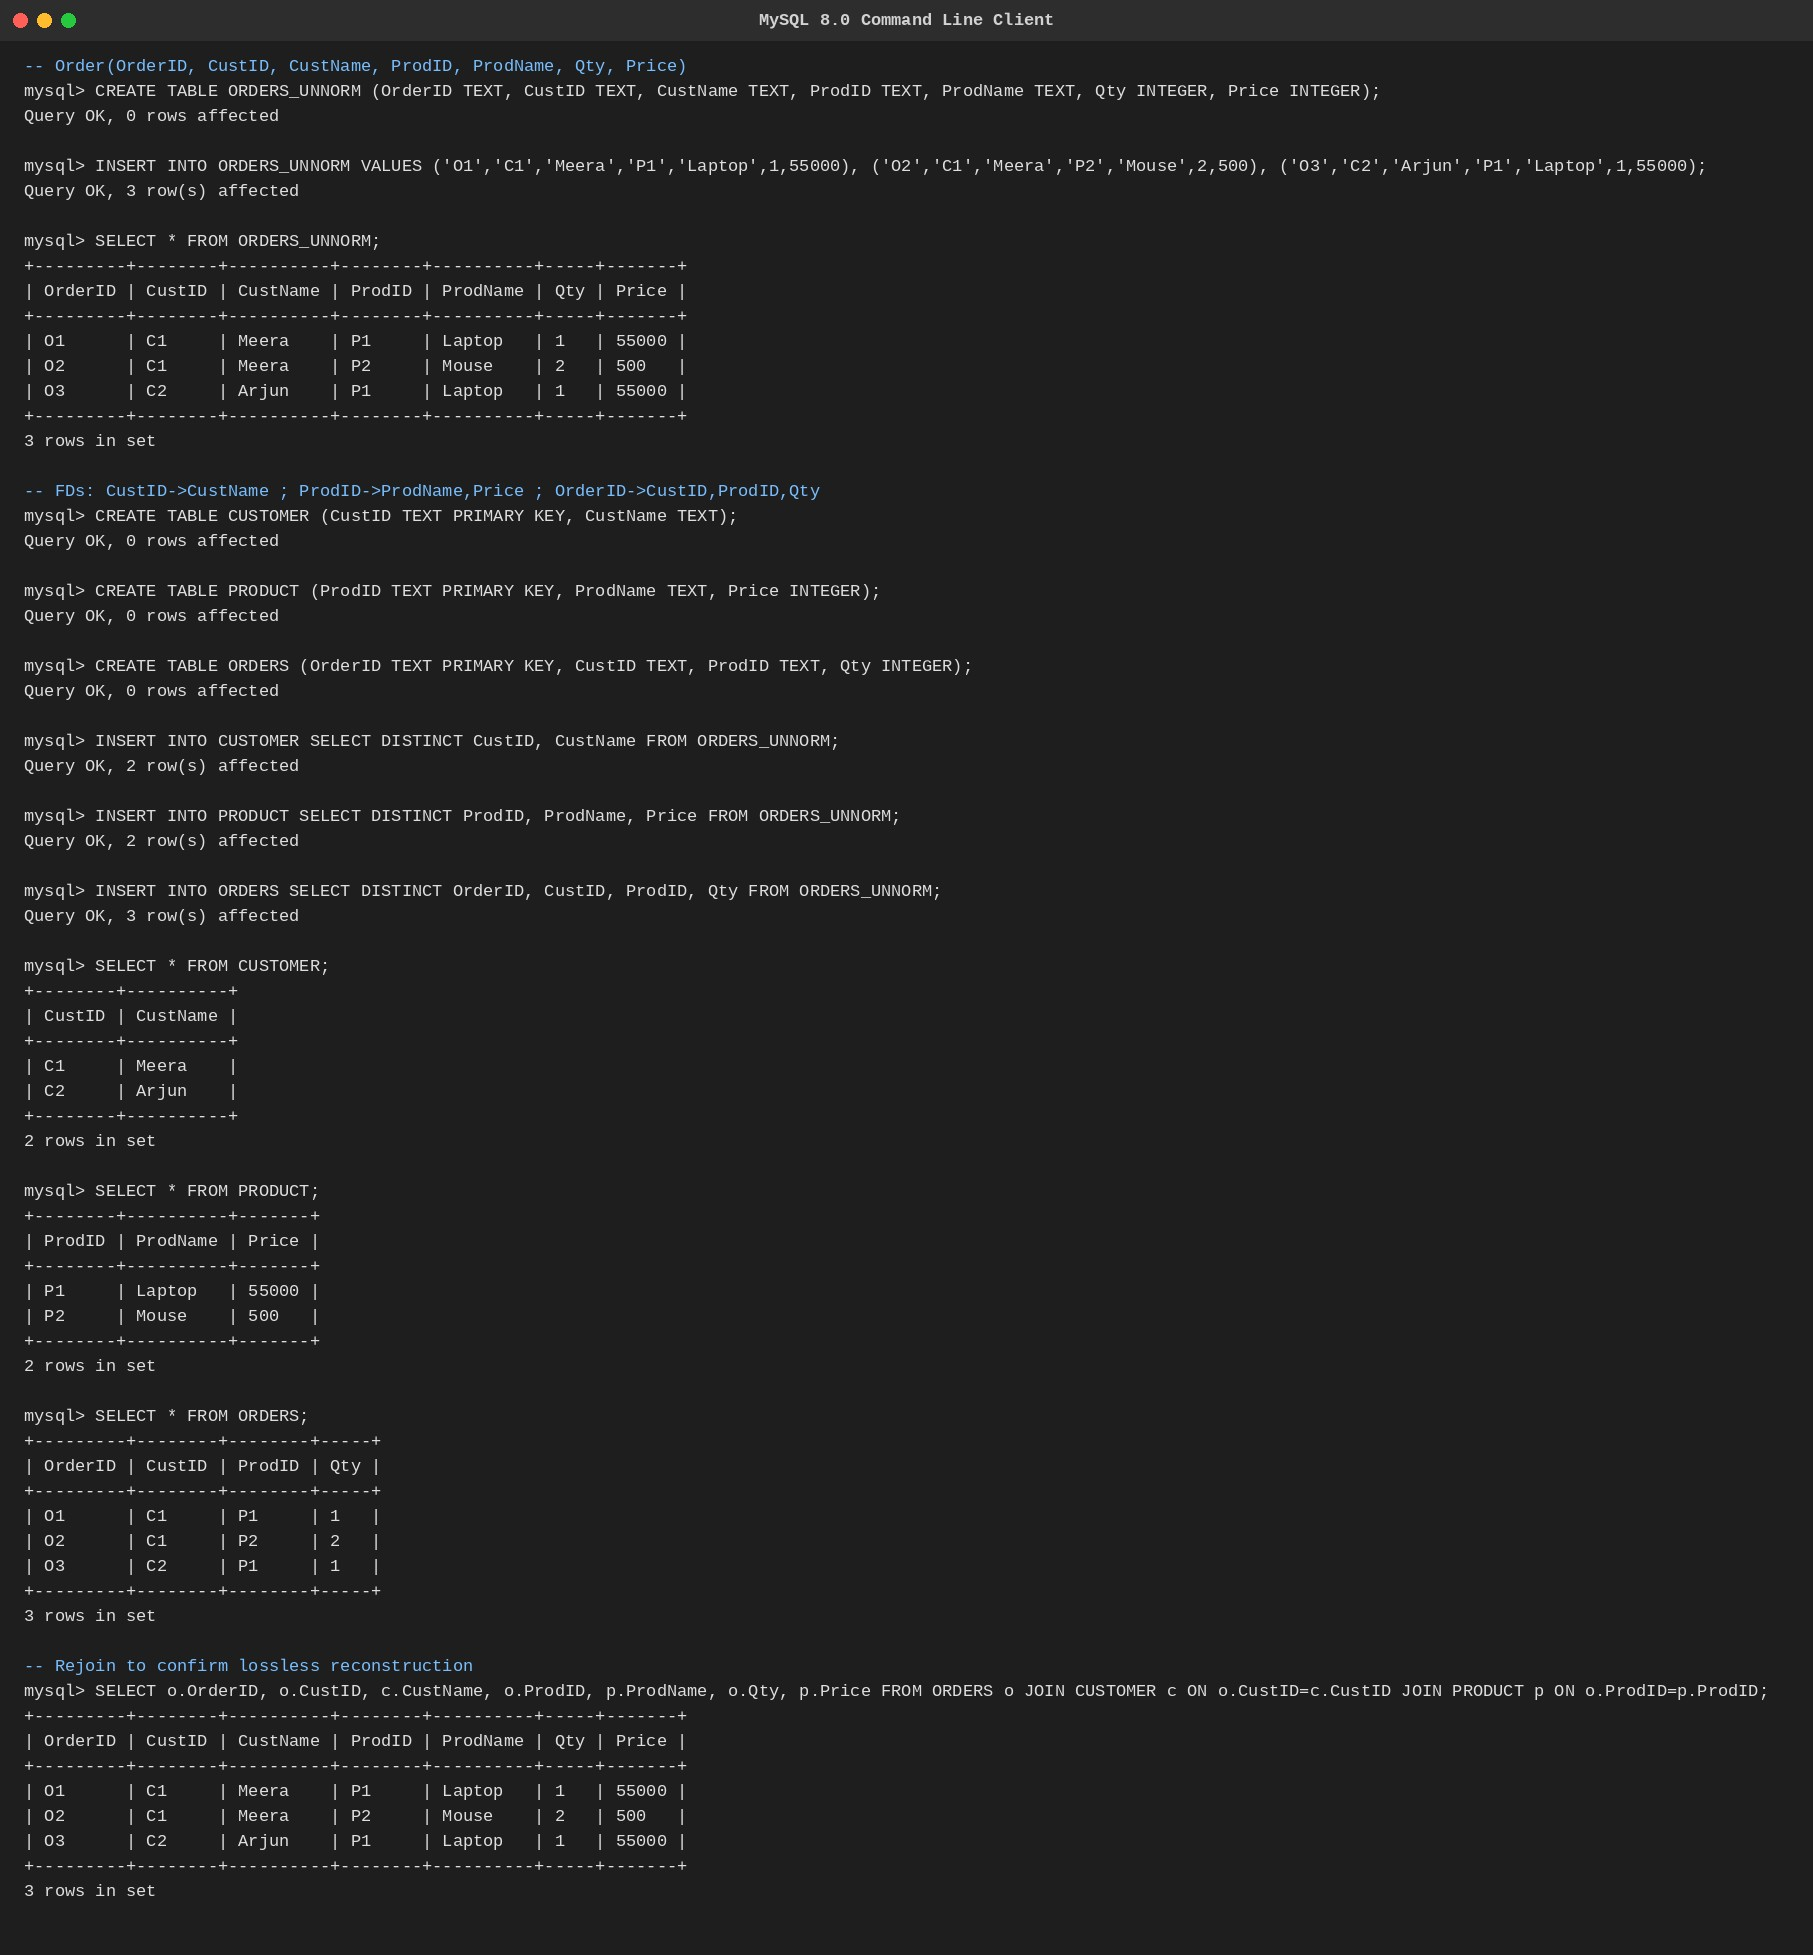 MySQL 8.0 Command Line Client
-- Order(OrderID, CustID, CustName, ProdID, ProdName, Qty, Price)
mysql> CREATE TABLE ORDERS_UNNORM (OrderID TEXT, CustID TEXT, CustName TEXT, ProdID TEXT, ProdName TEXT, Qty INTEGER, Price INTEGER);
Query OK, 0 rows affected

mysql> INSERT INTO ORDERS_UNNORM VALUES ('O1','C1','Meera','P1','Laptop',1,55000), ('O2','C1','Meera','P2','Mouse',2,500), ('O3','C2','Arjun','P1','Laptop',1,55000);
Query OK, 3 row(s) affected

mysql> SELECT * FROM ORDERS_UNNORM;
+---------+--------+----------+--------+----------+-----+-------+
| OrderID | CustID | CustName | ProdID | ProdName | Qty | Price |
+---------+--------+----------+--------+----------+-----+-------+
| O1      | C1     | Meera    | P1     | Laptop   | 1   | 55000 |
| O2      | C1     | Meera    | P2     | Mouse    | 2   | 500   |
| O3      | C2     | Arjun    | P1     | Laptop   | 1   | 55000 |
+---------+--------+----------+--------+----------+-----+-------+
3 rows in set

-- FDs: CustID->CustName ; ProdID->ProdName,Price ; OrderID->CustID,ProdID,Qty
mysql> CREATE TABLE CUSTOMER (CustID TEXT PRIMARY KEY, CustName TEXT);
Query OK, 0 rows affected

mysql> CREATE TABLE PRODUCT (ProdID TEXT PRIMARY KEY, ProdName TEXT, Price INTEGER);
Query OK, 0 rows affected

mysql> CREATE TABLE ORDERS (OrderID TEXT PRIMARY KEY, CustID TEXT, ProdID TEXT, Qty INTEGER);
Query OK, 0 rows affected

mysql> INSERT INTO CUSTOMER SELECT DISTINCT CustID, CustName FROM ORDERS_UNNORM;
Query OK, 2 row(s) affected

mysql> INSERT INTO PRODUCT SELECT DISTINCT ProdID, ProdName, Price FROM ORDERS_UNNORM;
Query OK, 2 row(s) affected

mysql> INSERT INTO ORDERS SELECT DISTINCT OrderID, CustID, ProdID, Qty FROM ORDERS_UNNORM;
Query OK, 3 row(s) affected

mysql> SELECT * FROM CUSTOMER;
+--------+----------+
| CustID | CustName |
+--------+----------+
| C1     | Meera    |
| C2     | Arjun    |
+--------+----------+
2 rows in set

mysql> SELECT * FROM PRODUCT;
+--------+----------+-------+
| ProdID | ProdName | Price |
+--------+----------+-------+
| P1     | Laptop   | 55000 |
| P2     | Mouse    | 500   |
+--------+----------+-------+
2 rows in set

mysql> SELECT * FROM ORDERS;
+---------+--------+--------+-----+
| OrderID | CustID | ProdID | Qty |
+---------+--------+--------+-----+
| O1      | C1     | P1     | 1   |
| O2      | C1     | P2     | 2   |
| O3      | C2     | P1     | 1   |
+---------+--------+--------+-----+
3 rows in set

-- Rejoin to confirm lossless reconstruction
mysql> SELECT o.OrderID, o.CustID, c.CustName, o.ProdID, p.ProdName, o.Qty, p.Price FROM ORDERS o JOIN CUSTOMER c ON o.CustID=c.CustID JOIN PRODUCT p ON o.ProdID=p.ProdID;
+---------+--------+----------+--------+----------+-----+-------+
| OrderID | CustID | CustName | ProdID | ProdName | Qty | Price |
+---------+--------+----------+--------+----------+-----+-------+
| O1      | C1     | Meera    | P1     | Laptop   | 1   | 55000 |
| O2      | C1     | Meera    | P2     | Mouse    | 2   | 500   |
| O3      | C2     | Arjun    | P1     | Laptop   | 1   | 55000 |
+---------+--------+----------+--------+----------+-----+-------+
3 rows in set